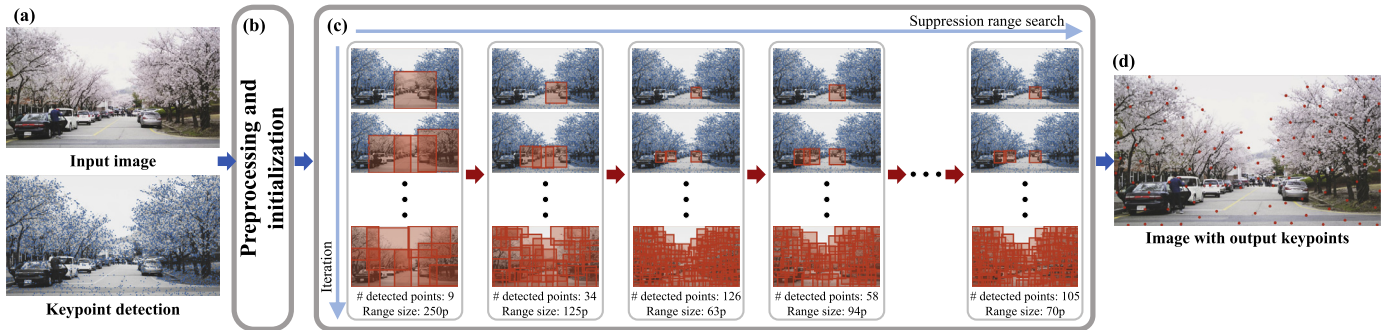 (a)
Input image
Keypoint detection
(b)
Preprocessing and
initialization
(c)
Suppression range search
Iteration
# detected points: 9
Range size: 250p
# detected points: 34
Range size: 125p
# detected points: 126
Range size: 63p
# detected points: 58
Range size: 94p
# detected points: 105
Range size: 70p
(d)
Image with output keypoints